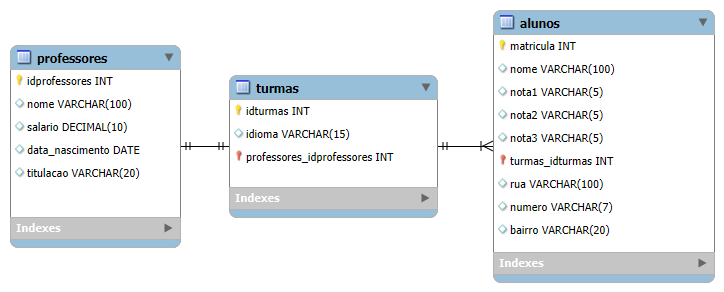 professores
idprofessores INT
nome VARCHAR(100)
salario DECIMAL(10)
data_nascimento DATE
titulacao VARCHAR(20)
Indexes
turmas
idturmas INT
idioma VARCHAR(15)
professores_idprofessores INT
Indexes
alunos
matricula INT
nome VARCHAR(100)
nota1 VARCHAR(5)
nota2 VARCHAR(5)
nota3 VARCHAR(5)
turmas_idturmas INT
rua VARCHAR(100)
numero VARCHAR(7)
bairro VARCHAR(20)
Indexes